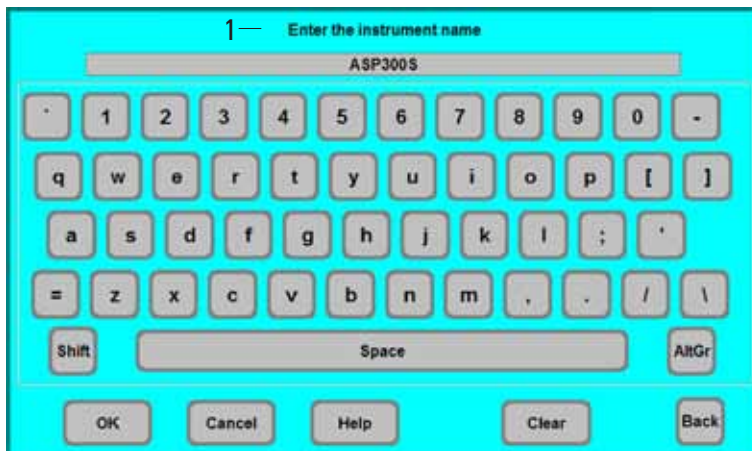 1— Enter the instrument name
ASP300S
` 1 2 3 4 5 6 7 8 9 0 -
q w e r t y u i o p [ ]
a s d f g h j k l ; '
= z x c v b n m , . / \
Shift Space AltGr
OK Cancel Help Clear Back